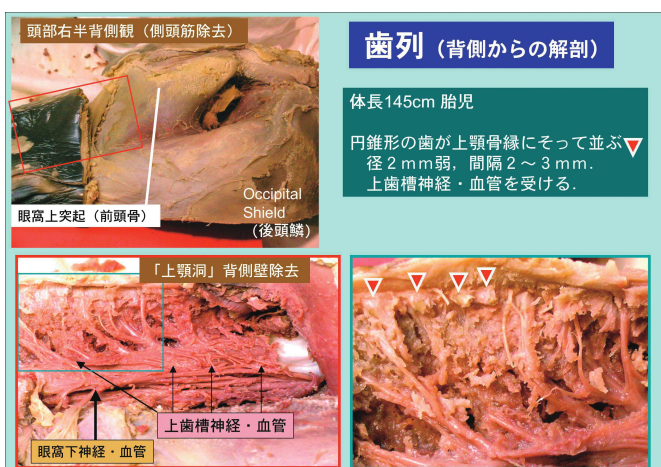 頭部右半背側観（側頭筋除去）
歯列（背側からの解剖）
体長145cm 胎児
円錐形の歯が上顎骨縁にそって並ぶ
径２ｍｍ弱，間隔２～３ｍｍ．
上歯槽神経・血管を受ける．
Occipital
Shield
（後頭鱗）
眼窩上突起（前頭骨）
「上顎洞」背側壁除去
上歯槽神経・血管
眼窩下神経・血管